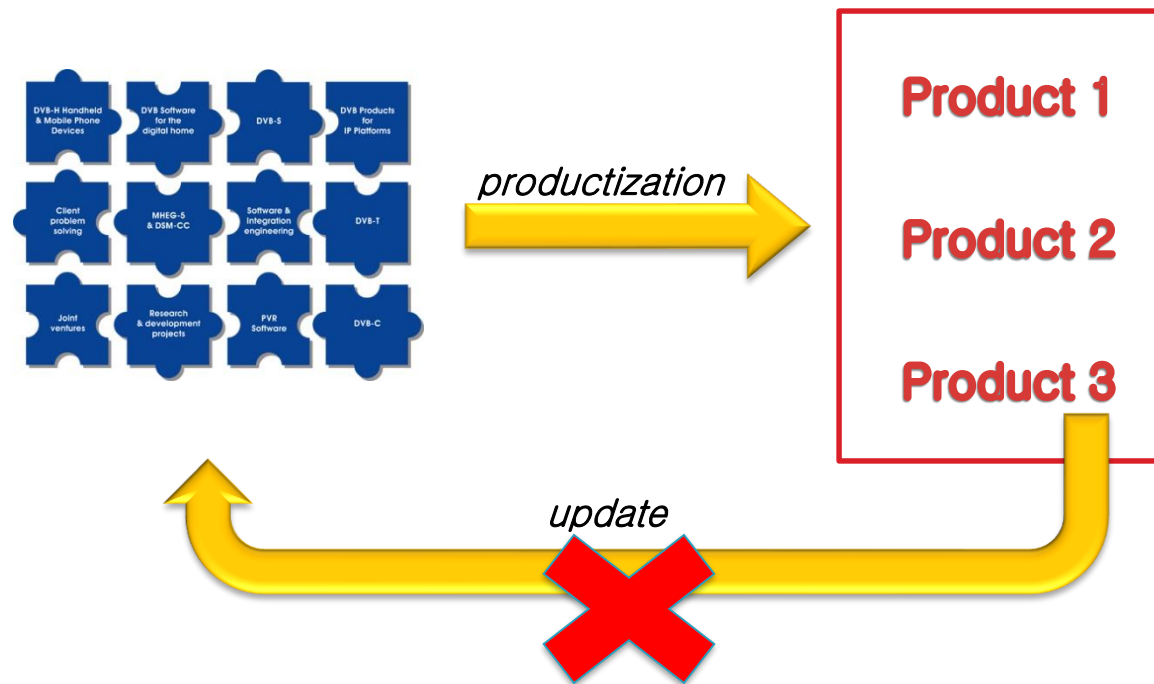 DVB-H Handheld
& Mobile Phone
Devices
DVB Software
for the
digital home
DVB-S
DVB Products
for
IP Platforms
Client
problem
solving
MHEG-5
& DSM-CC
Software &
Integration
engineering
DVB-T
Joint
ventures
Research
& development
projects
PVR
Software
DVB-C
productization
Product 1
Product 2
Product 3
update